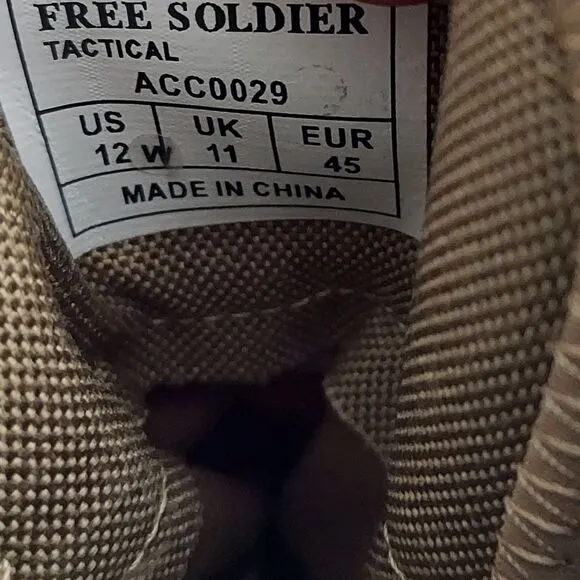 FREE SOLDIER
TACTICAL
ACC0029
US UK EUR
12 W 11 45
MADE IN CHINA